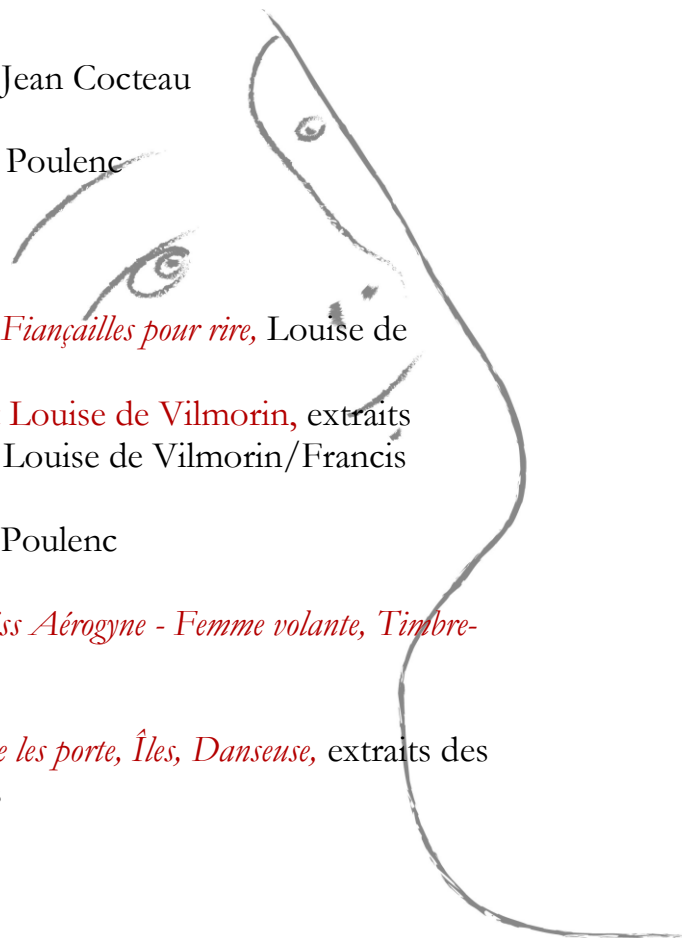 Jean Cocteau
Poulenc
Fiançailles pour rire, Louise de
Louise de Vilmorin, extraits
Louise de Vilmorin/Francis
Poulenc
ss Aérogyne - Femme volante, Timbre-
e les porte, Îles, Danseuse, extraits des